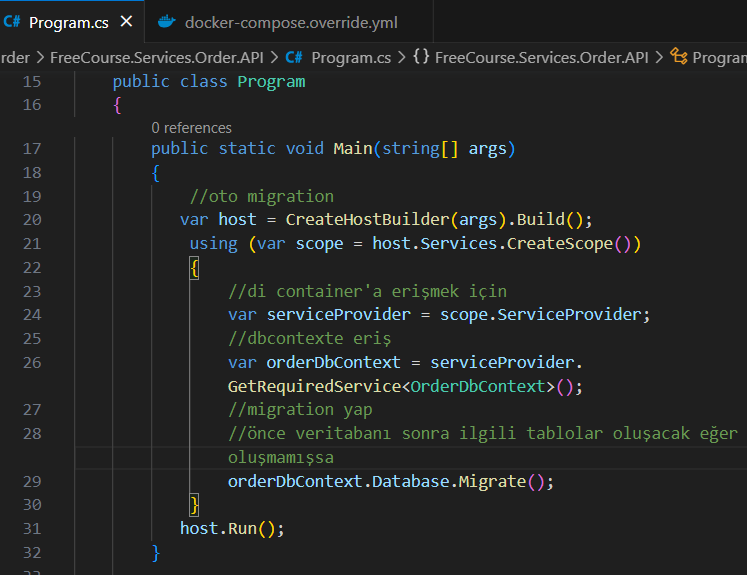 C# Program.cs × docker-compose.override.yml
rder > FreeCourse.Services.Order.API > C# Program.cs > {} FreeCourse.Services.Order.API > Program
15 public class Program
16 {
0 references
17 public static void Main(string[] args)
18 {
19 //oto migration
20 var host = CreateHostBuilder(args).Build();
21 using (var scope = host.Services.CreateScope())
22 {
23 //di container'a erişmek için
24 var serviceProvider = scope.ServiceProvider;
25 //dbcontexte eriş
26 var orderDbContext = serviceProvider.
GetRequiredService<OrderDbContext>();
27 //migration yap
28 //önce veritabanı sonra ilgili tablolar oluşacak eğer
oluşmamışsa
29 orderDbContext.Database.Migrate();
30 }
31 host.Run();
32 }